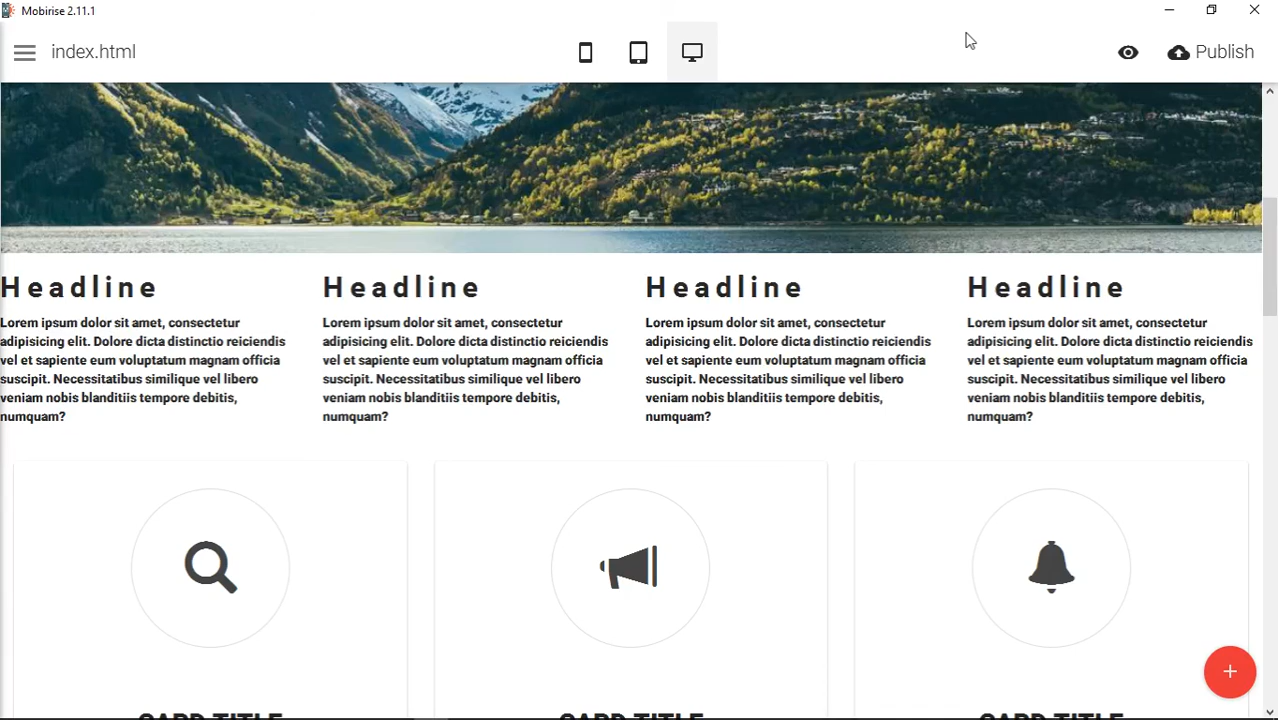 Mobirise 2.11.1
index.html
Publish
Headline Headline Headline Headline
Lorem ipsum dolor sit amet, consectetur
adipisicing elit. Dolore dicta distinctio reiciendis
vel et sapiente eum voluptatum magnam officia
suscipit. Necessitatibus similique vel libero
veniam nobis blanditiis tempore debitis,
numquam?
Lorem ipsum dolor sit amet, consectetur
adipisicing elit. Dolore dicta distinctio reiciendis
vel et sapiente eum voluptatum magnam officia
suscipit. Necessitatibus similique vel libero
veniam nobis blanditiis tempore debitis,
numquam?
Lorem ipsum dolor sit amet, consectetur
adipisicing elit. Dolore dicta distinctio reiciendis
vel et sapiente eum voluptatum magnam officia
suscipit. Necessitatibus similique vel libero
veniam nobis blanditiis tempore debitis,
numquam?
Lorem ipsum dolor sit amet, consectetur
adipisicing elit. Dolore dicta distinctio reiciendis
vel et sapiente eum voluptatum magnam officia
suscipit. Necessitatibus similique vel libero
veniam nobis blanditiis tempore debitis,
numquam?
CARD TITLE CARD TITLE CARD TITLE